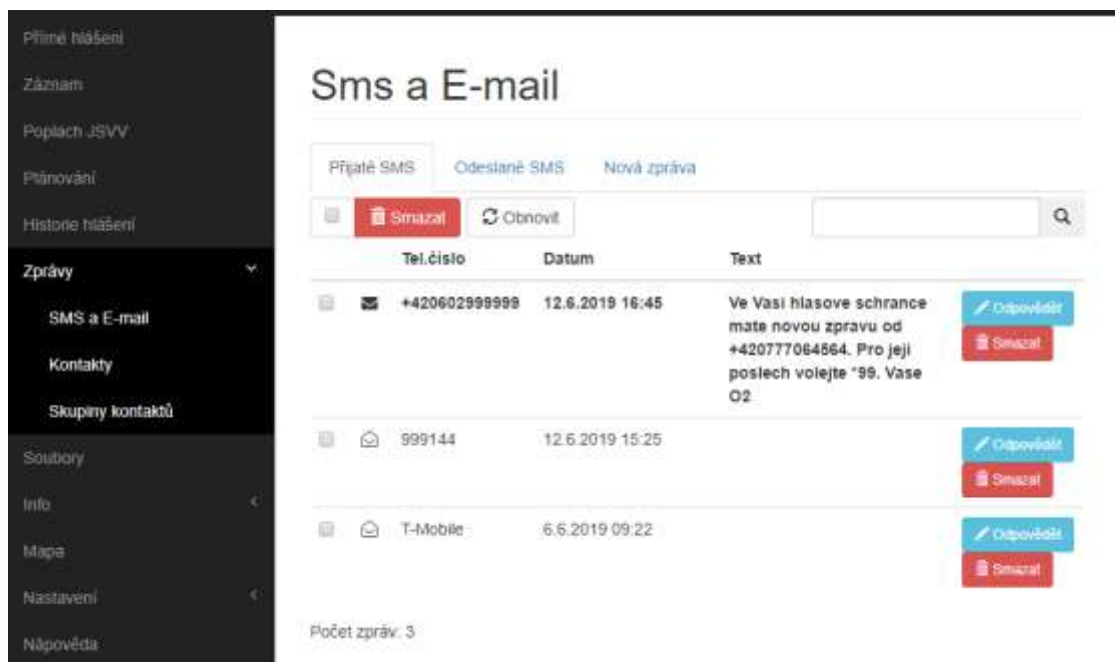 Přímé hlášení
Záznam
Poplach JSVV
Plánování
Historie hlášení
Zprávy
SMS a E-mail
Kontakty
Skupiny kontaktů
Soubory
Info
Mapa
Nastavení
Nápověda
Sms a E-mail
Přijaté SMS Odeslané SMS Nová zpráva
Smazat Obnovit
Tel.číslo Datum Text
+420602999999 12.6.2019 16:45 Ve Vasi hlasove schrance
mate novou zpravu od
+420777064564. Pro jeji
poslech volejte *99. Vase
O2
Odpovědět
Smazat
999144 12.6.2019 15:25 Odpovědět
Smazat
T-Mobile 6.6.2019 09:22 Odpovědět
Smazat
Počet zpráv: 3